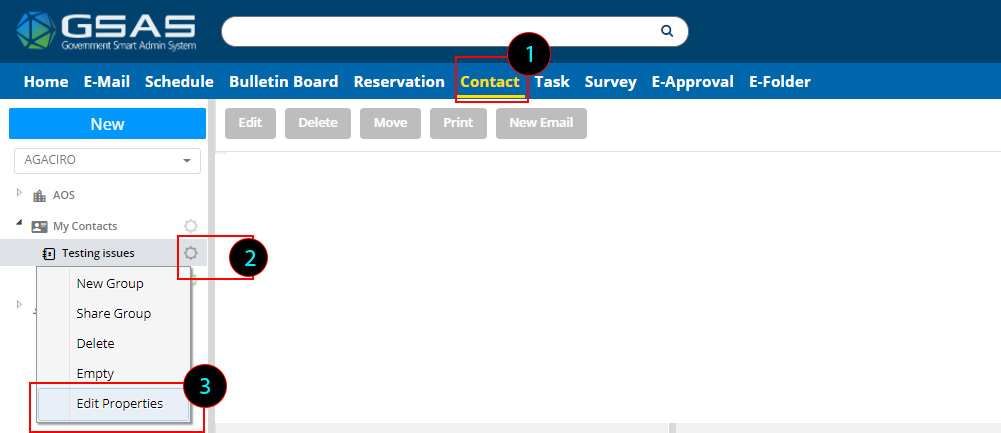 GSAS
Government Smart Admin System
1
Home E-Mail Schedule Bulletin Board Reservation Contact Task Survey E-Approval E-Folder
New
Edit Delete Move Print New Email
AGACIRO
AOS
My Contacts
Testing issues
2
New Group
Share Group
Delete
Empty
3
Edit Properties